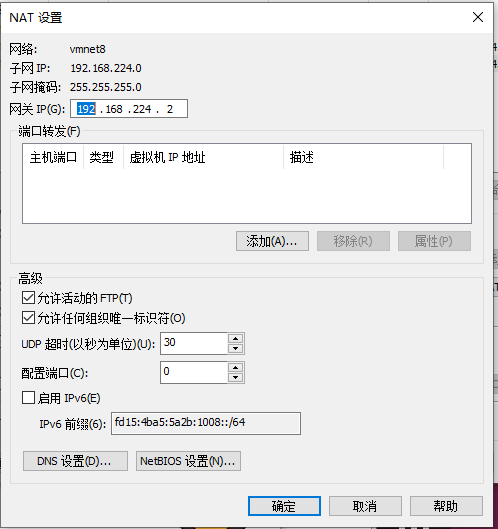 NAT 设置
网络: vmnet8
子网 IP: 192.168.224.0
子网掩码: 255.255.255.0
网关 IP(G): 192 . 168 . 224 . 2
端口转发(F)
主机端口 类型 虚拟机 IP 地址 描述
添加(A)... 移除(R) 属性(P)
高级
允许活动的 FTP(T)
允许任何组织唯一标识符(O)
UDP 超时(以秒为单位)(U): 30
配置端口(C): 0
启用 IPv6(E)
IPv6 前缀(6): fd15:4ba5:5a2b:1008::/64
DNS 设置(D)... NetBIOS 设置(N)...
确定 取消 帮助